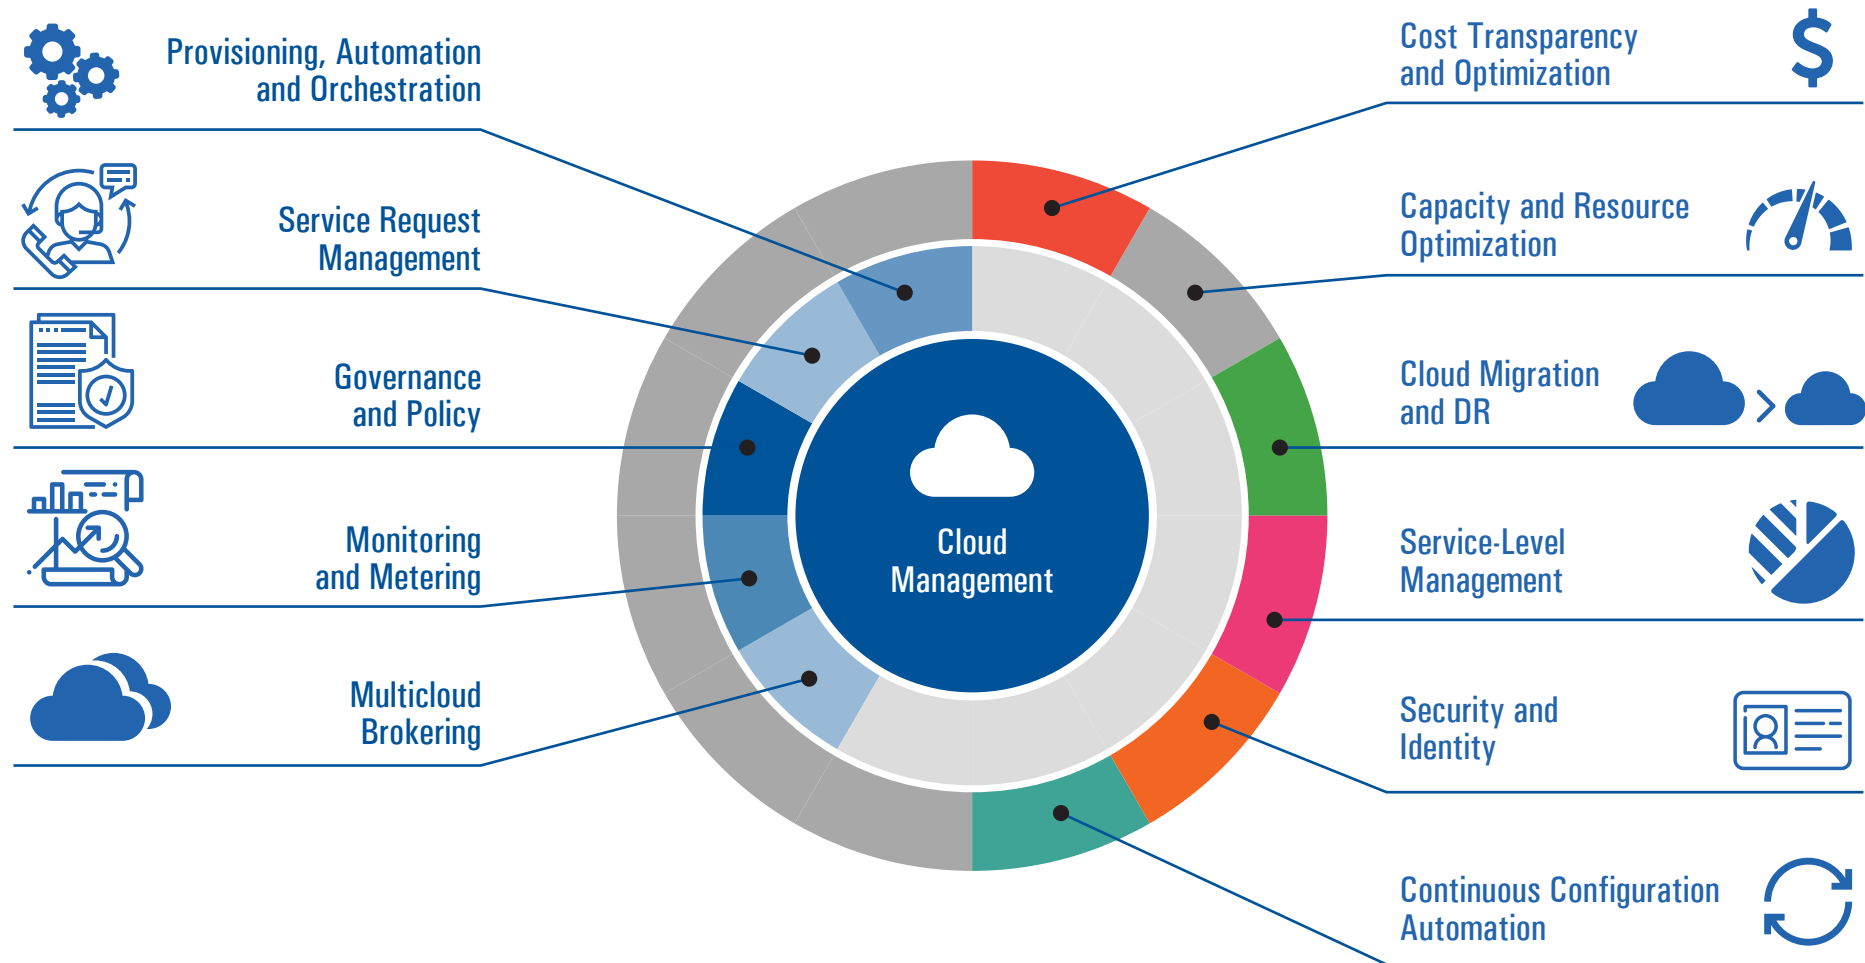 Provisioning, Automation
and Orchestration
Service Request
Management
Governance
and Policy
Monitoring
and Metering
Multicloud
Brokering
Cloud
Management
Cost Transparency
and Optimization
$
Capacity and Resource
Optimization
Cloud Migration
and DR
Service-Level
Management
Security and
Identity
Continuous Configuration
Automation